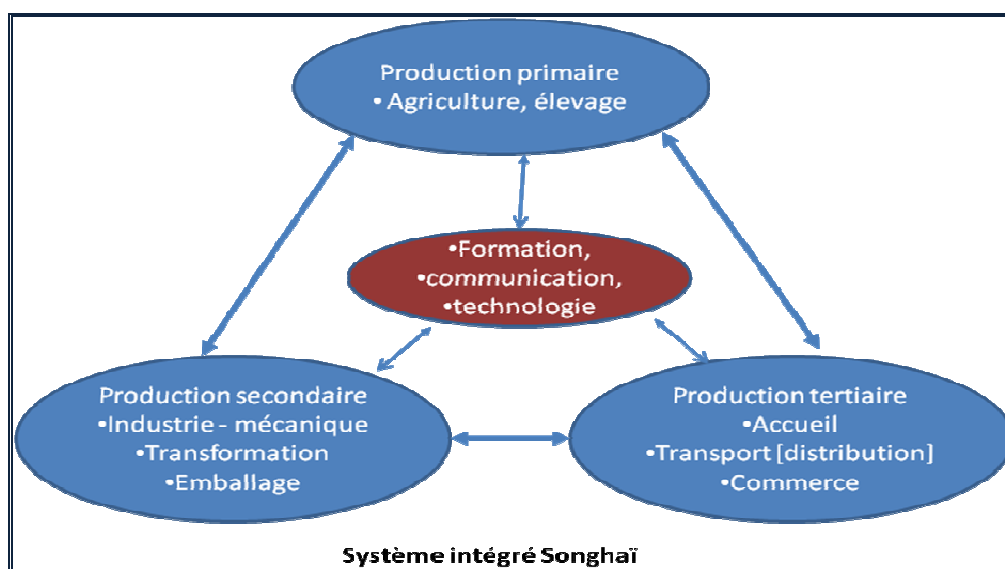 Production primaire
• Agriculture, élevage
•Formation,
•communication,
•technologie
Production secondaire
•Industrie - mécanique
•Transformation
•Emballage
Production tertiaire
•Accueil
•Transport [distribution]
•Commerce
Système intégré Songhaï